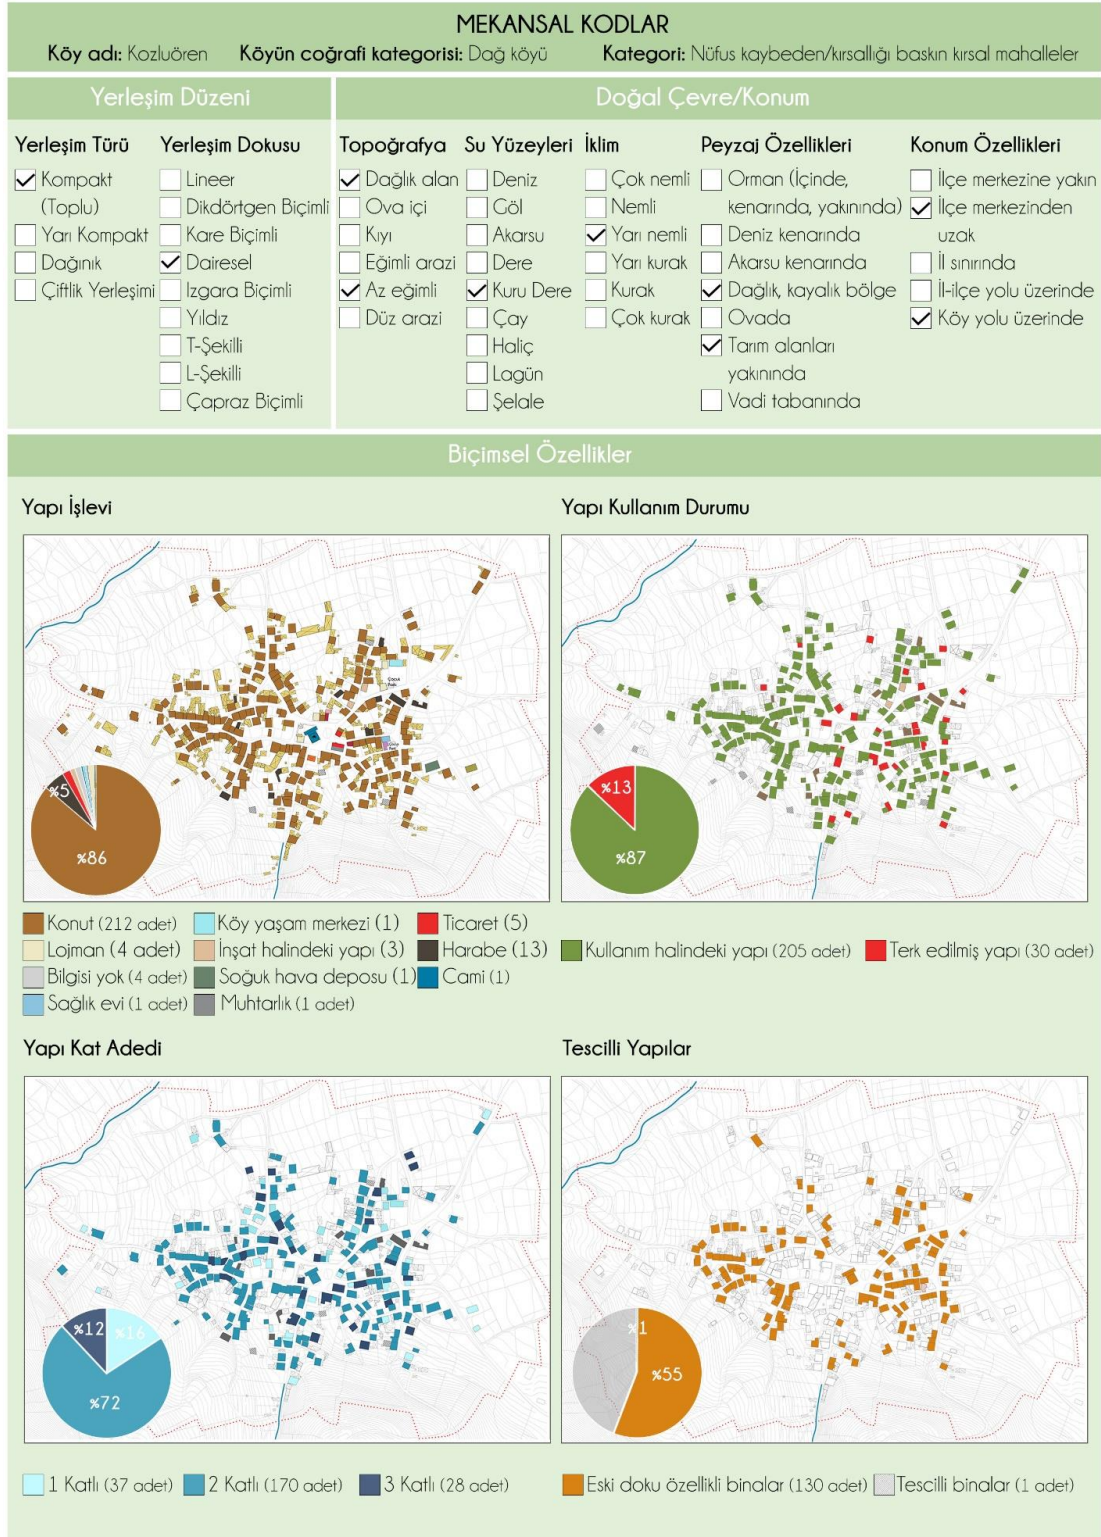 MEKANSAL KODLAR
Köy adı: Kozluören Köyün coğrafi kategorisi: Dağ köyü Kategori: Nüfus kaybeden/kırsallığı baskın kırsal mahalleler
Yerleşim Düzeni
Doğal Çevre/Konum
Yerleşim Türü
Kompakt
(Toplu)
Yarı Kompakt
Dağınık
Çiftlik Yerleşimi
Yerleşim Dokusu
Lineer
Dikdörtgen Biçimli
Kare Biçimli
Dairesel
Izgara Biçimli
Yıldız
T-Şekilli
L-Şekilli
Çapraz Biçimli
Topoğrafya
Dağlık alan
Ova içi
Kıyı
Eğimli arazi
Az eğimli
Düz arazi
Su Yüzeyleri
Deniz
Göl
Akarsu
Dere
Kuru Dere
Çay
Haliç
Lagün
Şelale
İklim
Çok nemli
Nemli
Yarı nemli
Yarı kurak
Kurak
Çok kurak
Peyzaj Özellikleri
Orman (İçinde,
kenarında, yakınında)
Deniz kenarında
Akarsu kenarında
Dağlık, kayalık bölge
Ovada
Tarım alanları
yakınında
Vadi tabanında
Konum Özellikleri
İlçe merkezine yakın
İlçe merkezinden
uzak
İl sınırında
İl-ilçe yolu üzerinde
Köy yolu üzerinde
Biçimsel Özellikler
Yapı İşlevi
Çocuk
Parkı
%5
%86
Konut (212 adet)
Lojman (4 adet)
Bilgisi yok (4 adet)
Sağlık evi (1 adet)
Köy yaşam merkezi (1)
İnşat halindeki yapı (3)
Soğuk hava deposu (1)
Muhtarlık (1 adet)
Ticaret (5)
Harabe (13)
Cami (1)
Yapı Kullanım Durumu
%13
%87
Kullanım halindeki yapı (205 adet)
Terk edilmiş yapı (30 adet)
Yapı Kat Adedi
%12
%16
%72
1 Katlı (37 adet)
2 Katlı (170 adet)
3 Katlı (28 adet)
Tescilli Yapılar
%1
%55
Eski doku özellikli binalar (130 adet)
Tescilli binalar (1 adet)